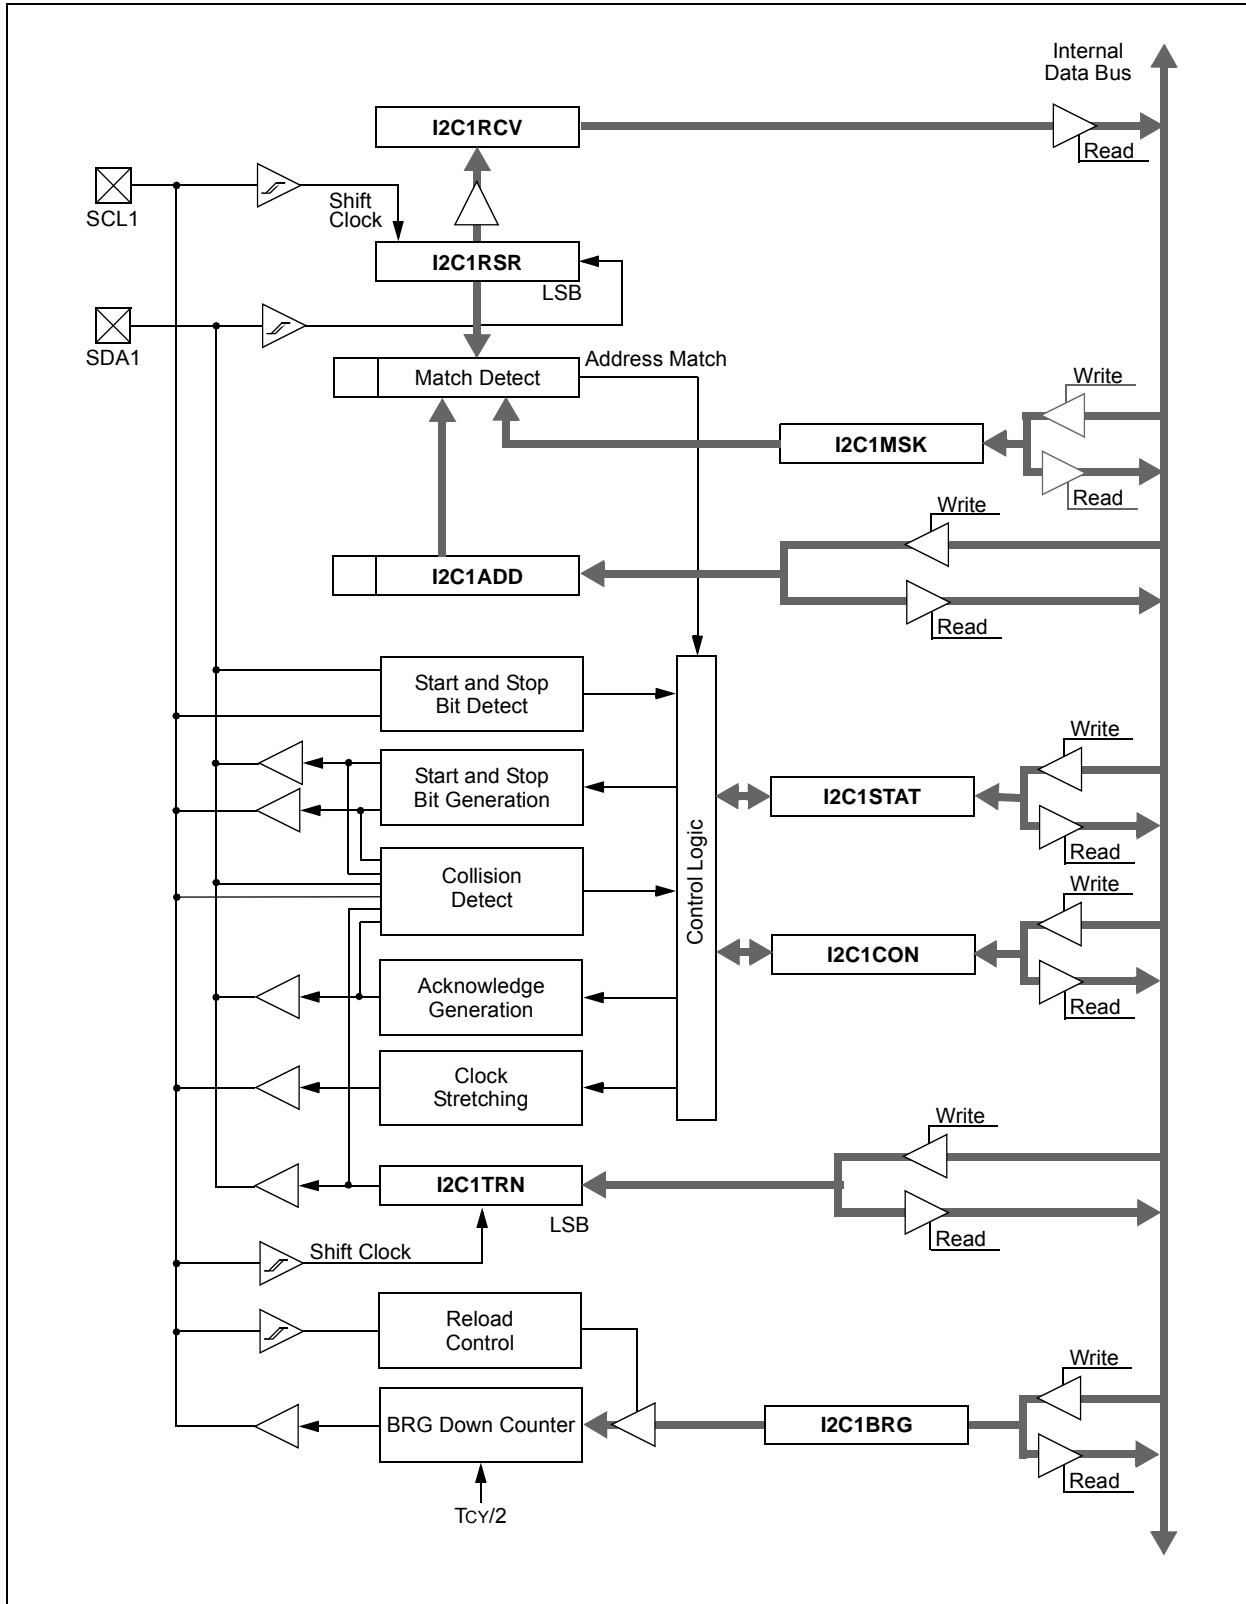 Internal
Data Bus
I2C1RCV
Read
SCL1
Shift
Clock
I2C1RSR
LSB
SDA1
Address Match
Match Detect
Write
I2C1MSK
Read
Write
I2C1ADD
Read
Start and Stop
Bit Detect
Write
Start and Stop
Bit Generation
I2C1STAT
Read
Control Logic
Collision
Detect
Write
I2C1CON
Read
Acknowledge
Generation
Clock
Stretching
Write
I2C1TRN
LSB
Read
Shift Clock
Reload
Control
Write
BRG Down Counter
I2C1BRG
Read
TCY/2